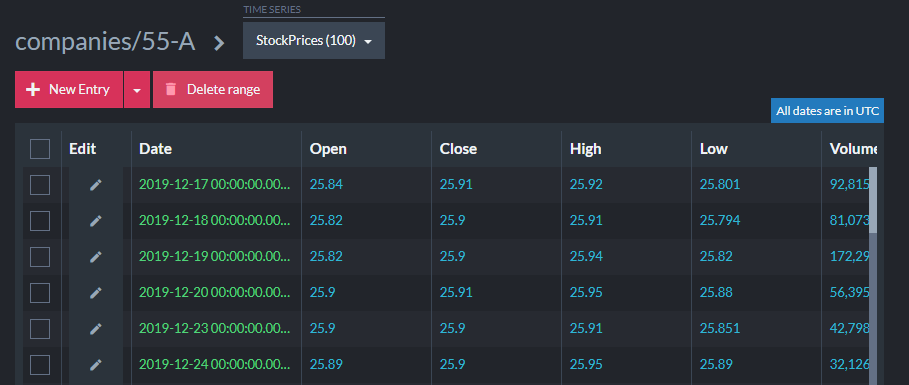 TIME SERIES
companies/55-A > StockPrices (100)
+ New Entry Delete range
All dates are in UTC
Edit Date Open Close High Low Volume
2019-12-17 00:00:00.00... 25.84 25.91 25.92 25.801 92,815
2019-12-18 00:00:00.00... 25.82 25.9 25.91 25.794 81,073
2019-12-19 00:00:00.00... 25.82 25.9 25.94 25.82 172,29
2019-12-20 00:00:00.00... 25.9 25.91 25.95 25.88 56,395
2019-12-23 00:00:00.00... 25.9 25.9 25.91 25.851 42,798
2019-12-24 00:00:00.00... 25.89 25.9 25.95 25.89 32,126